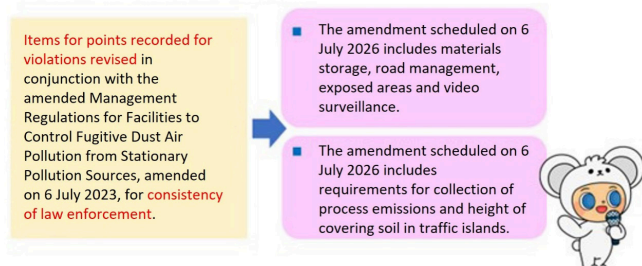 Items for points recorded for
violations revised in
conjunction with the
amended Management
Regulations for Facilities to
Control Fugitive Dust Air
Pollution from Stationary
Pollution Sources, amended
on 6 July 2023, for consistency
of law enforcement.
The amendment scheduled on 6
July 2026 includes materials
storage, road management,
exposed areas and video
surveillance.
The amendment scheduled on 6
July 2026 includes
requirements for collection of
process emissions and height of
covering soil in traffic islands.